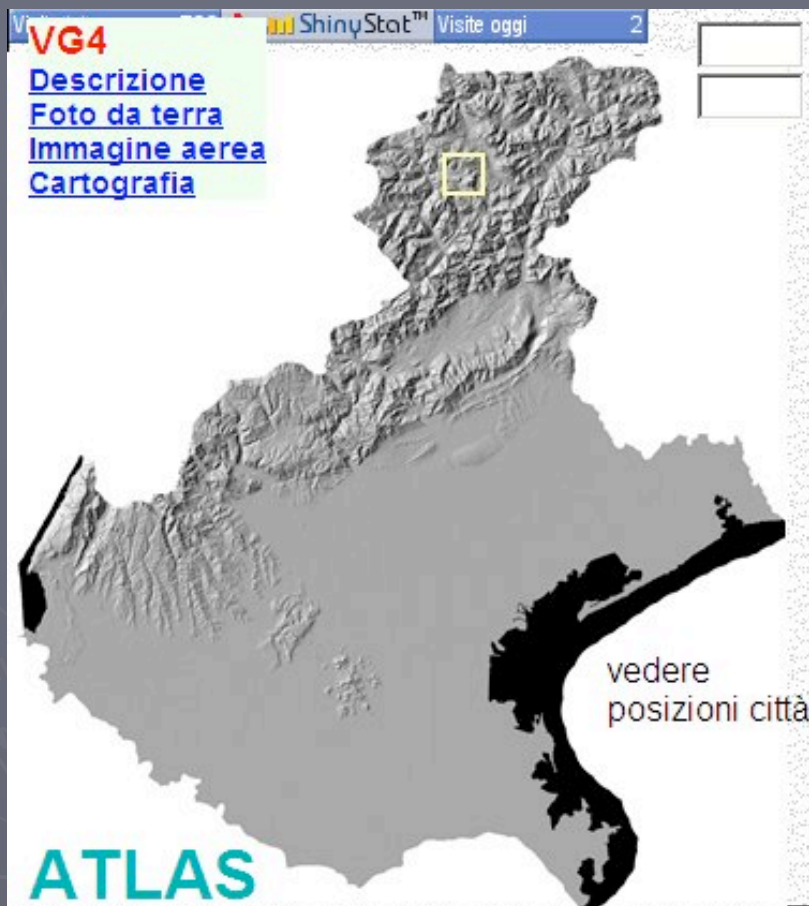 ShinyStat™ Visite oggi 2
VG4
Descrizione
Foto da terra
Immagine aerea
Cartografia
vedere
posizioni città
ATLAS